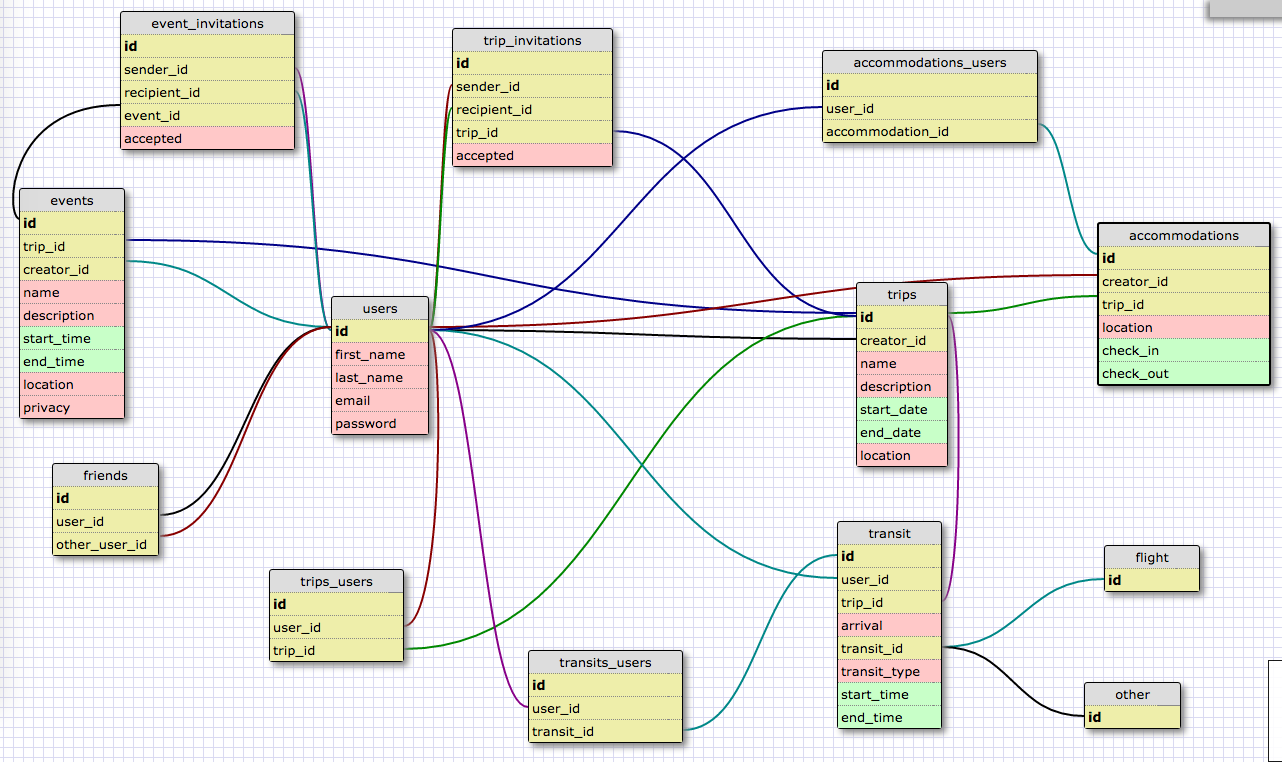 event_invitations
id
sender_id
recipient_id
event_id
accepted
trip_invitations
id
sender_id
recipient_id
trip_id
accepted
accommodations_users
id
user_id
accommodation_id
events
id
trip_id
creator_id
name
description
start_time
end_time
location
privacy
users
id
first_name
last_name
email
password
trips
id
creator_id
name
description
start_date
end_date
location
accommodations
id
creator_id
trip_id
location
check_in
check_out
friends
id
user_id
other_user_id
trips_users
id
user_id
trip_id
transits_users
id
user_id
transit_id
transit
id
user_id
trip_id
arrival
transit_id
transit_type
start_time
end_time
flight
id
other
id